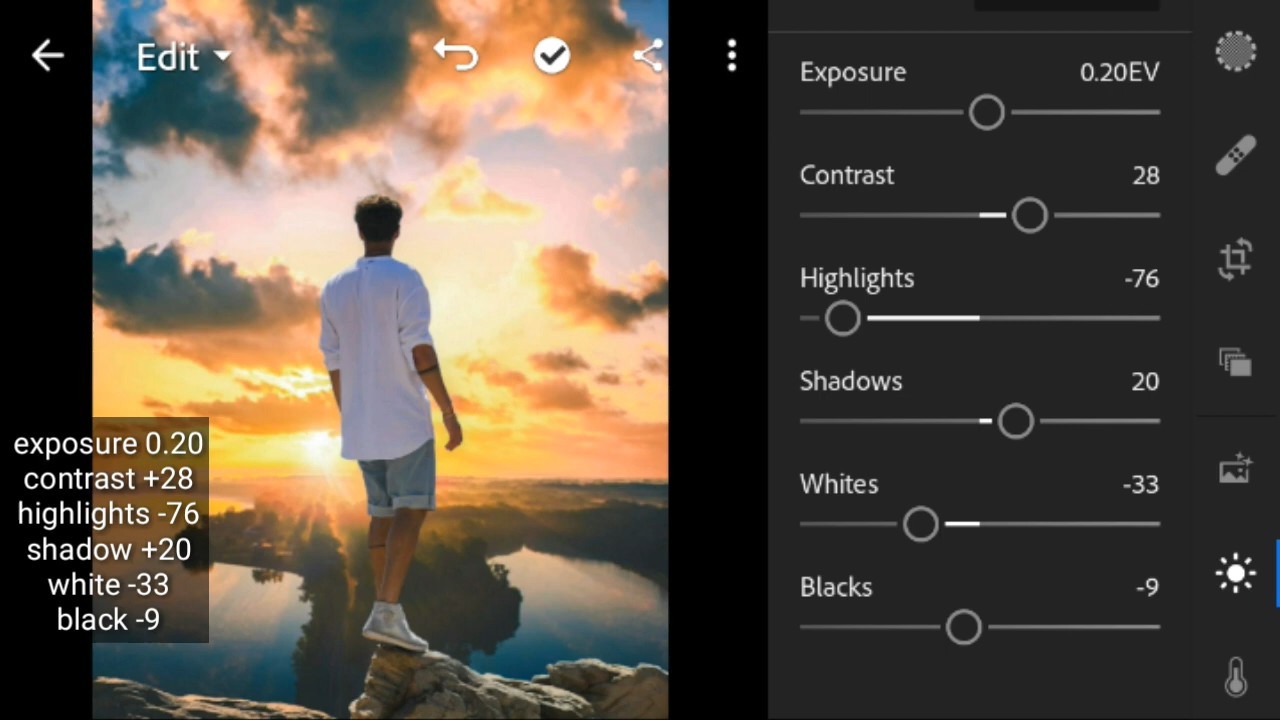 Edit
exposure 0.20
contrast +28
highlights -76
shadow +20
white -33
black -9
Exposure 0.20EV
Contrast 28
Highlights -76
Shadows 20
Whites -33
Blacks -9